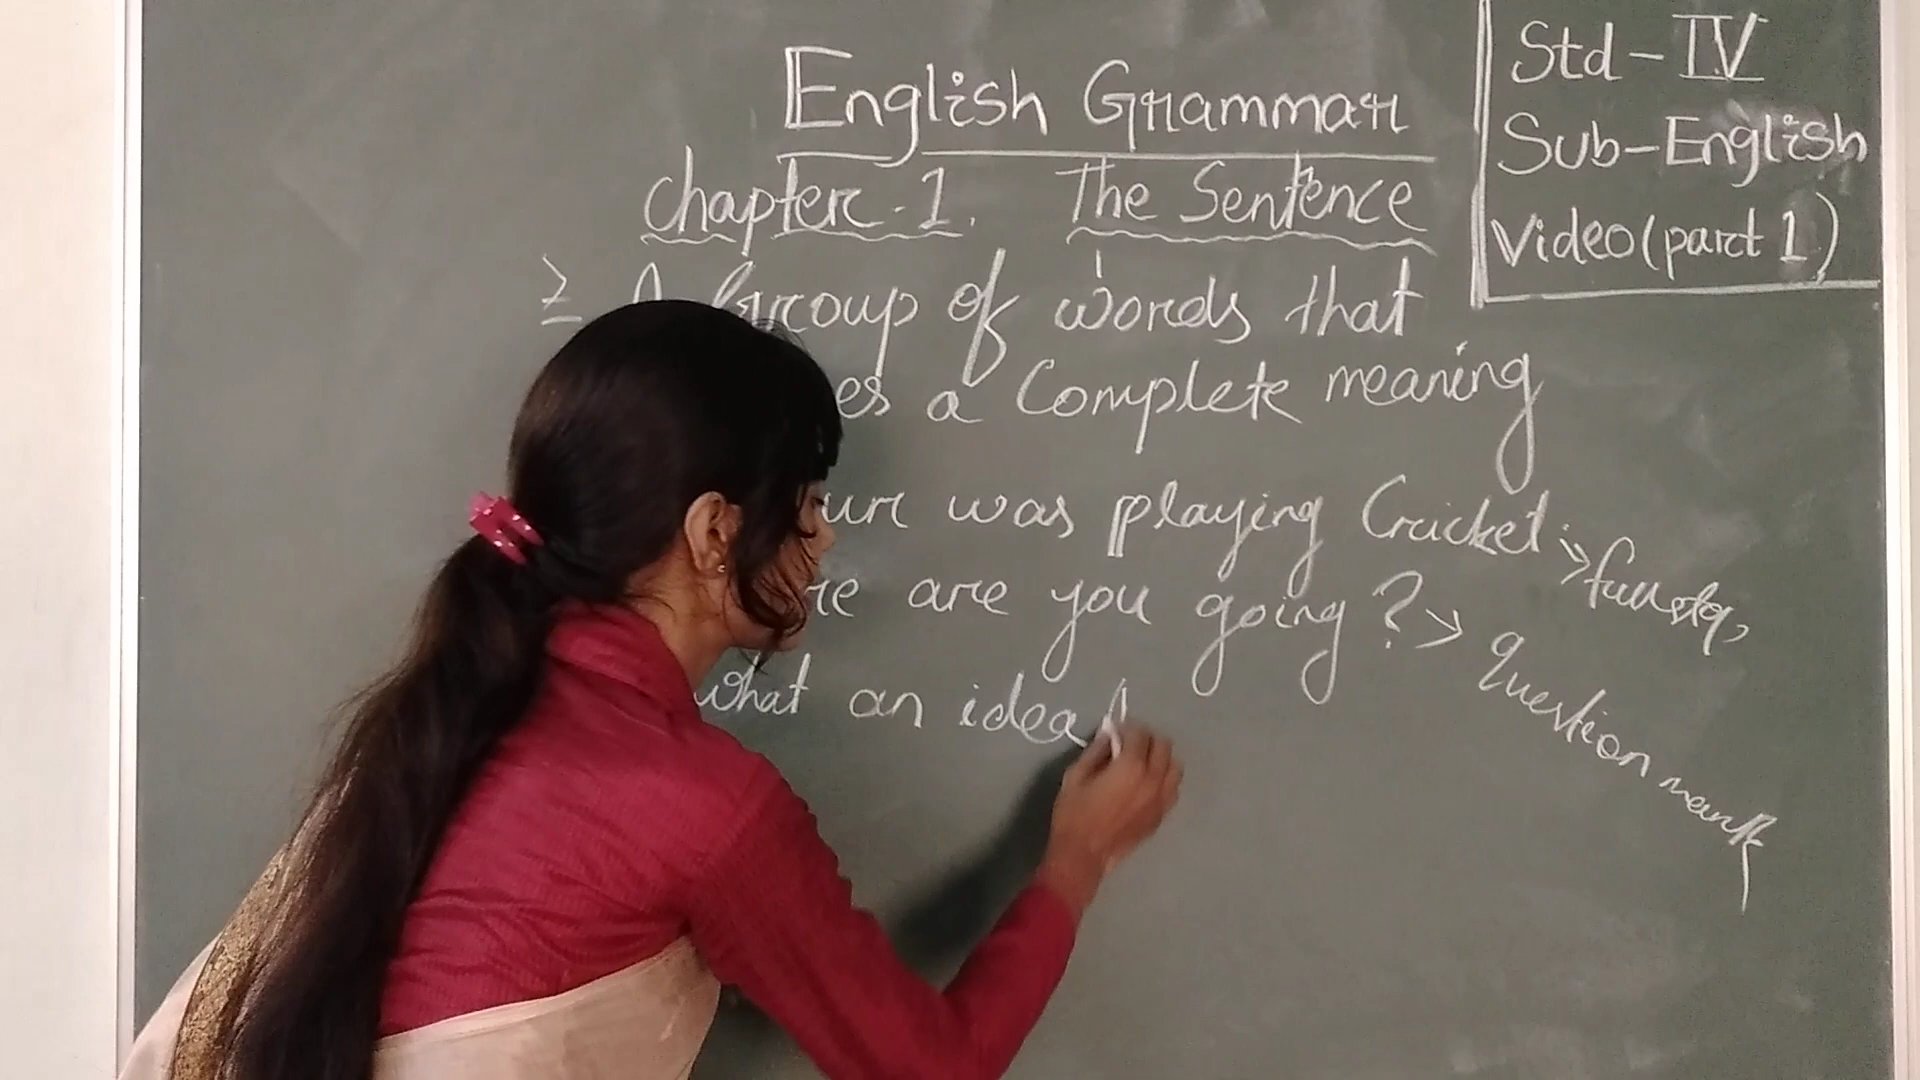 English Grammar
Chapter-1. The Sentence
A Group of words that
a Complete meaning
was playing Cricket.
are you going? → Question mark
what an idea!
Std-IV
Sub-English
Video (part 1)